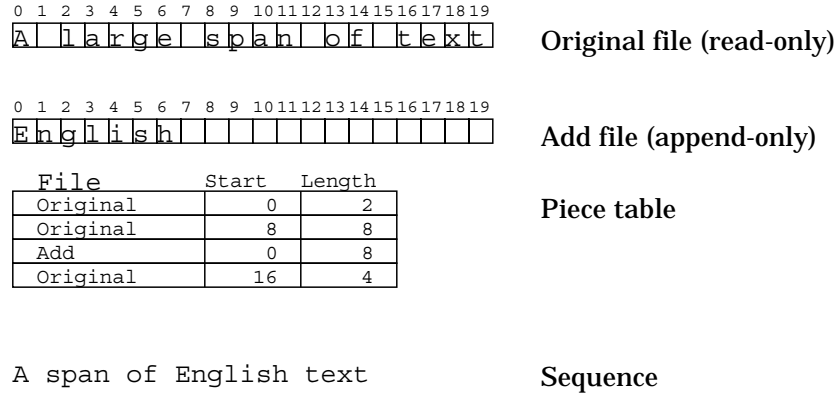 0 1 2 3 4 5 6 7 8 9 10 11 12 13 14 15 16 17 18 19
A large span of text Original file (read-only)
0 1 2 3 4 5 6 7 8 9 10 11 12 13 14 15 16 17 18 19
English Add file (append-only)
File Start Length
Original 0 2 Piece table
Original 8 8
Add 0 8
Original 16 4
A span of English text Sequence